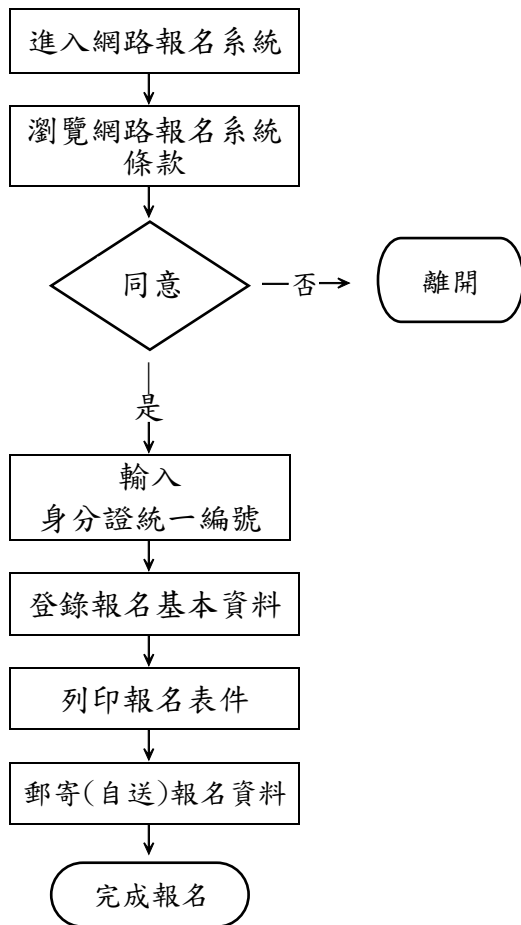 進入網路報名系統
瀏覽網路報名系統
條款
同意
否
離開
是
輸入
身分證統一編號
登錄報名基本資料
列印報名表件
郵寄(自送)報名資料
完成報名